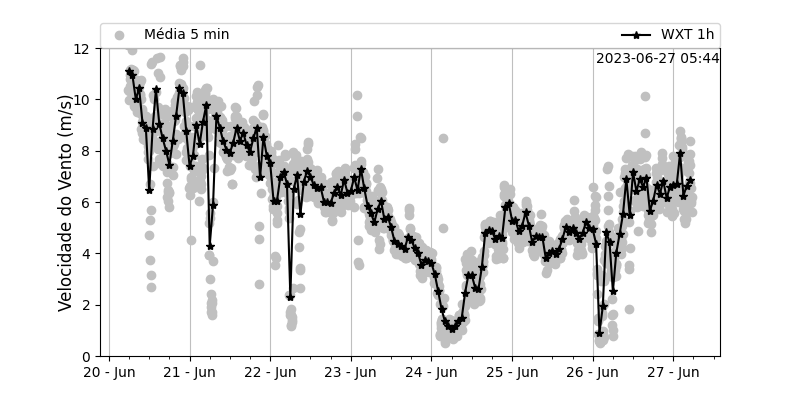 Média 5 min
WXT 1h
2023-06-27 05:44
Velocidade do Vento (m/s)
12
10
8
6
4
2
0
20 - Jun
21 - Jun
22 - Jun
23 - Jun
24 - Jun
25 - Jun
26 - Jun
27 - Jun